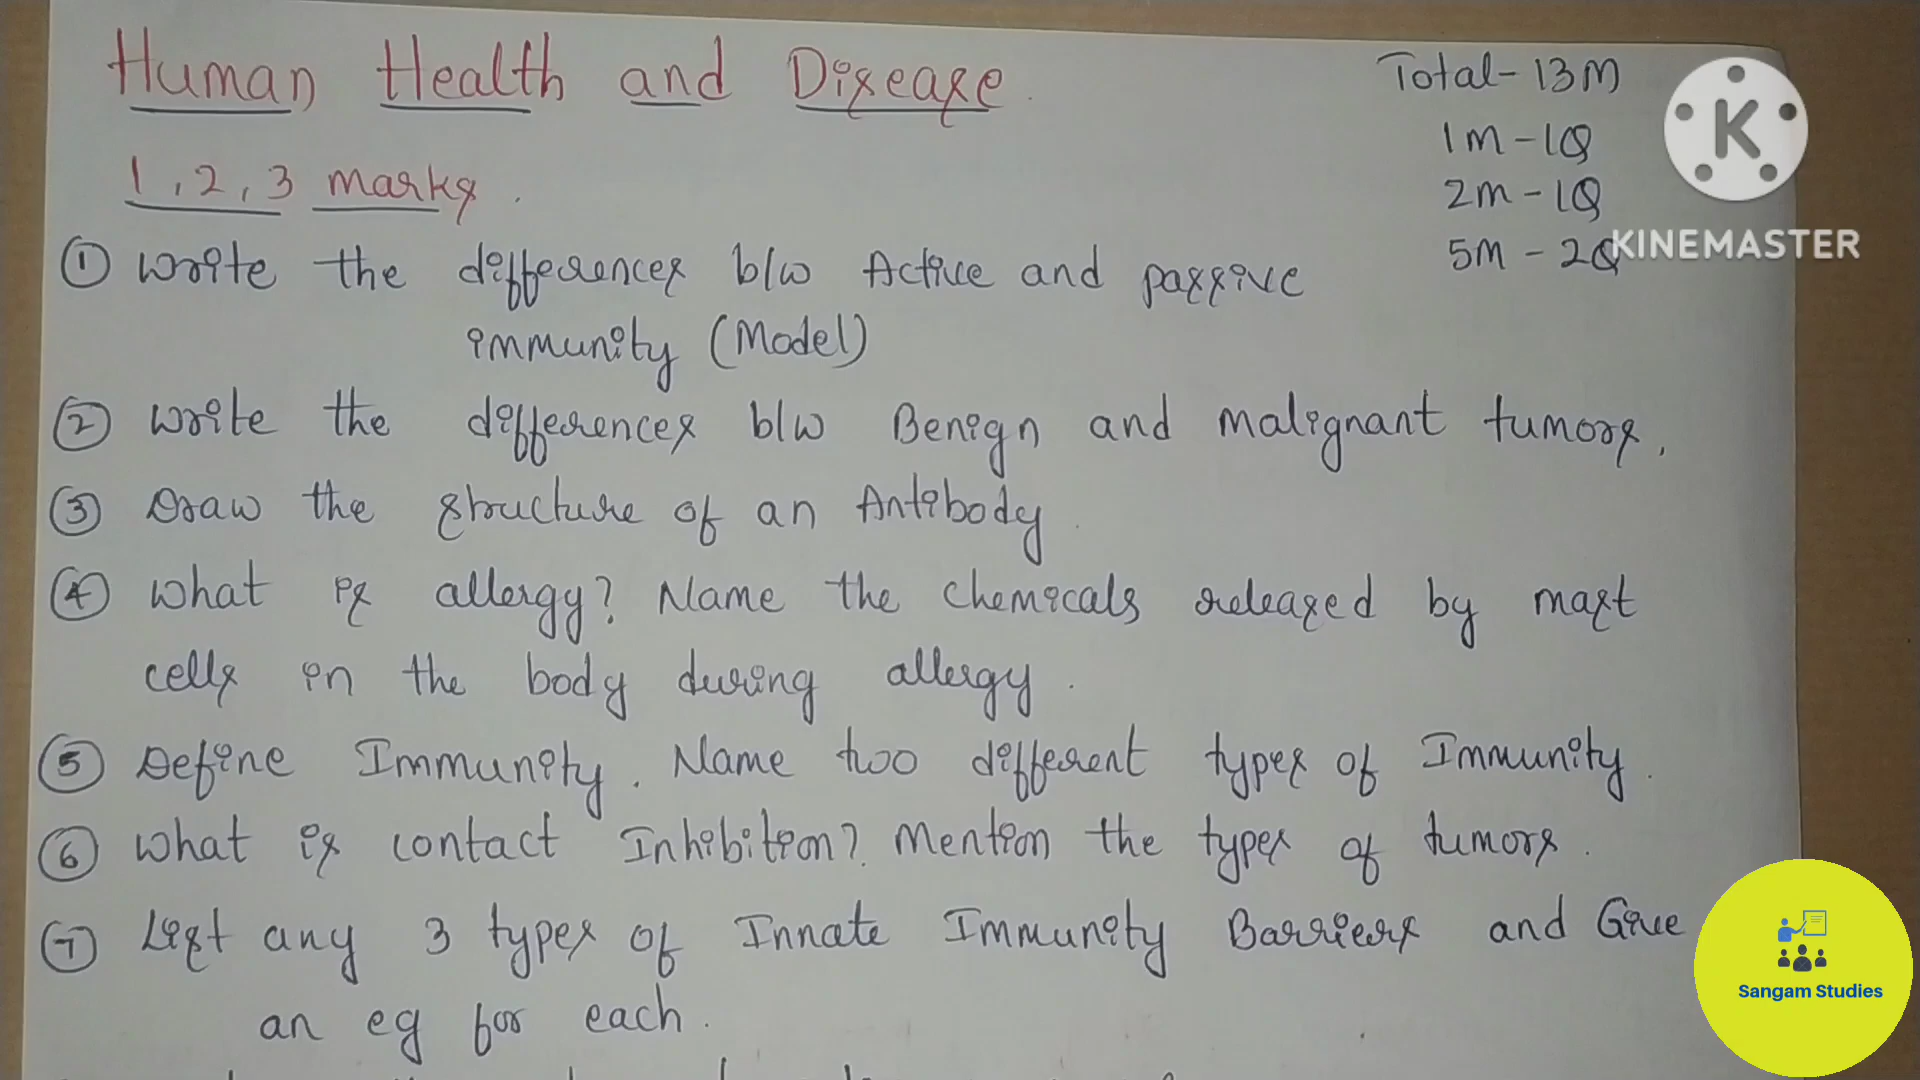 Human Health and Disease
Total - 13M
1M - 1Q
2M - 1Q
5M - 2Q
K
KINEMASTER
1, 2, 3 marks.
① Write the differences b/w Active and passive
immunity (Model)
② Write the differences b/w Benign and malignant tumors.
③ Draw the structure of an Antibody
④ What is allergy? Name the chemicals released by mast
cells in the body during allergy.
⑤ Define Immunity. Name two different types of Immunity.
⑥ What is contact Inhibition? Mention the types of tumors.
⑦ List any 3 types of Innate Immunity Barriers and Give
an eg for each.
Sangam Studies